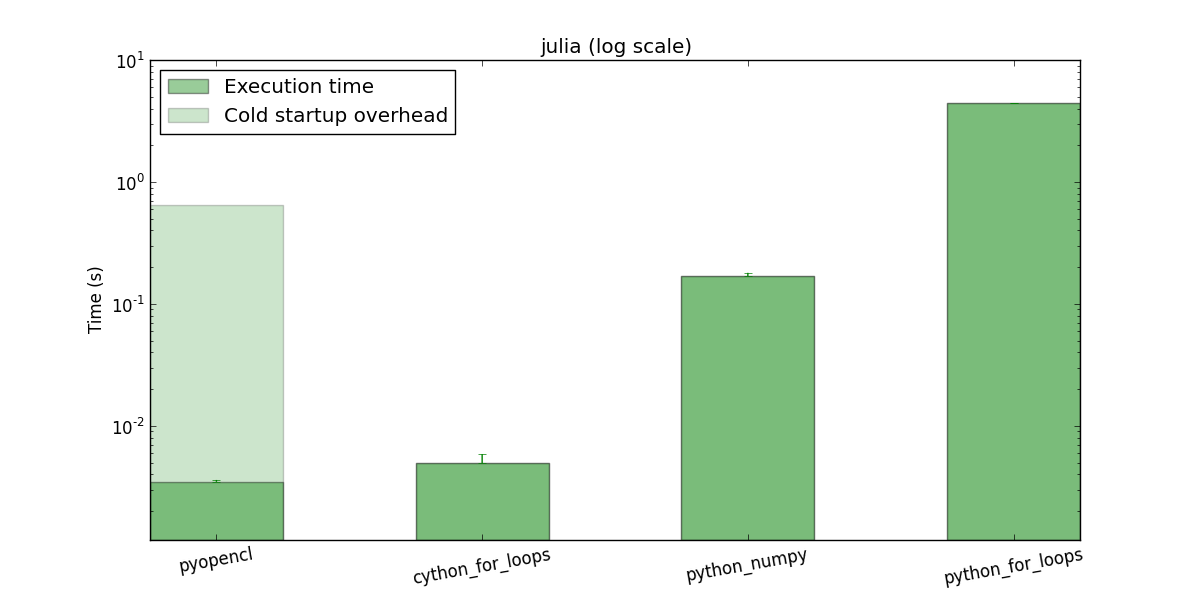 julia (log scale)
Execution time
Cold startup overhead
Time (s)
10^1
10^0
10^-1
10^-2
pyopencl
cython_for_loops
python_numpy
python_for_loops